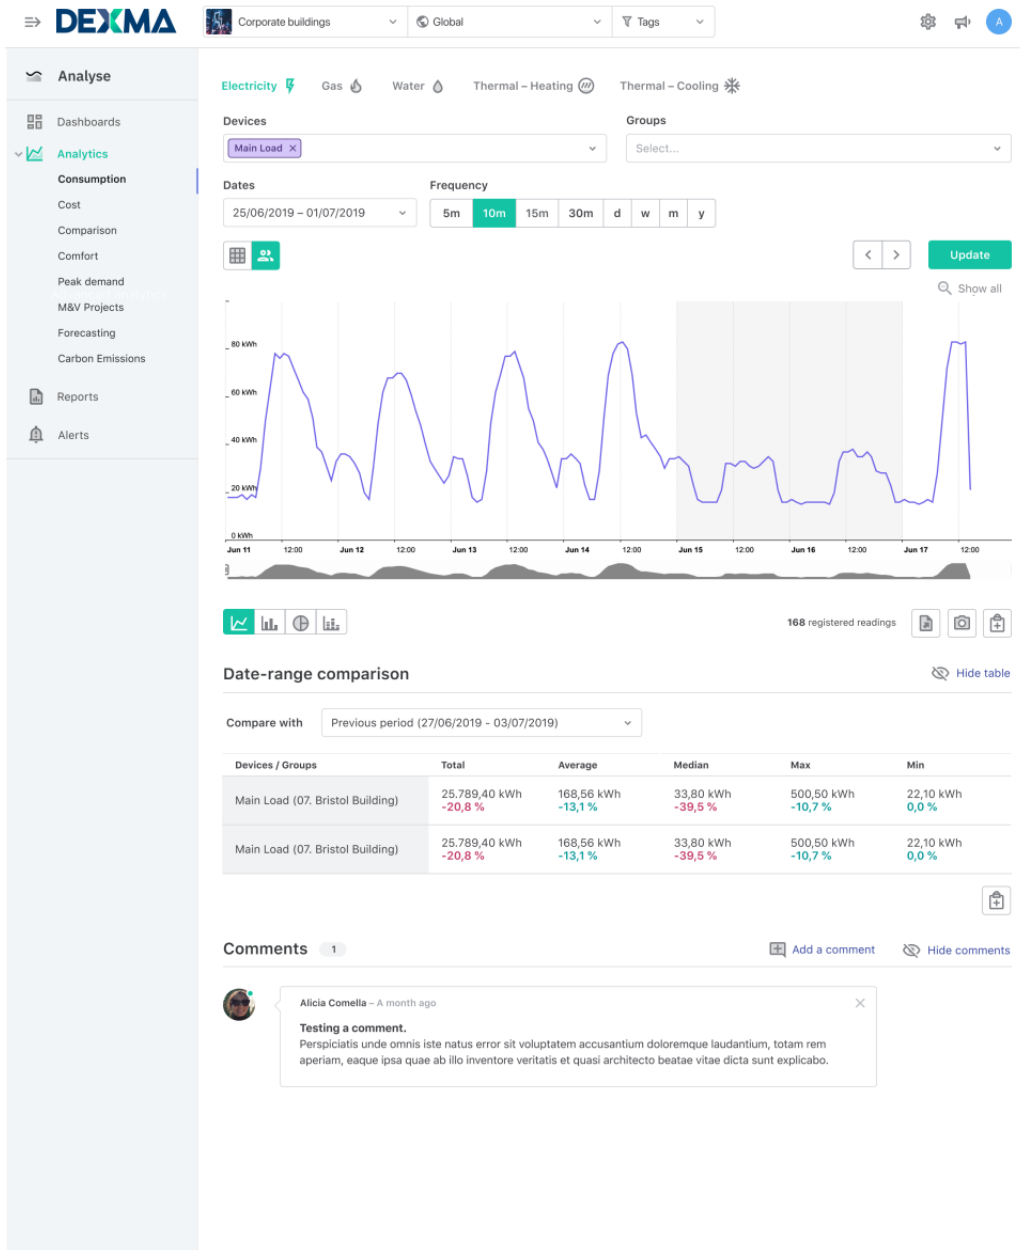 DEXMA
Corporate buildings
Global
Tags
A
Analyse
Dashboards
Analytics
Consumption
Cost
Comparison
Comfort
Peak demand
M&V Projects
Forecasting
Carbon Emissions
Reports
Alerts
Electricity
Gas
Water
Thermal – Heating
Thermal – Cooling
Devices
Groups
Main Load ×
Select...
Dates
Frequency
25/06/2019 – 01/07/2019
5m 10m 15m 30m d w m y
Update
Show all
80 kWh
60 kWh
40 kWh
20 kWh
0 kWh
Jun 11 12:00 Jun 12 12:00 Jun 13 12:00 Jun 14 12:00 Jun 15 12:00 Jun 16 12:00 Jun 17 12:00
168 registered readings
Date-range comparison
Hide table
Compare with
Previous period (27/06/2019 - 03/07/2019)
Devices / Groups Total Average Median Max Min
Main Load (07. Bristol Building) 25.789,40 kWh 168,56 kWh 33,80 kWh 500,50 kWh 22,10 kWh
-20,8 % -13,1 % -39,5 % -10,7 % 0,0 %
Main Load (07. Bristol Building) 25.789,40 kWh 168,56 kWh 33,80 kWh 500,50 kWh 22,10 kWh
-20,8 % -13,1 % -39,5 % -10,7 % 0,0 %
Comments 1
Add a comment
Hide comments
Alicia Comella – A month ago
Testing a comment.
Perspiciatis unde omnis iste natus error sit voluptatem accusantium doloremque laudantium, totam rem
aperiam, eaque ipsa quae ab illo inventore veritatis et quasi architecto beatae vitae dicta sunt explicabo.